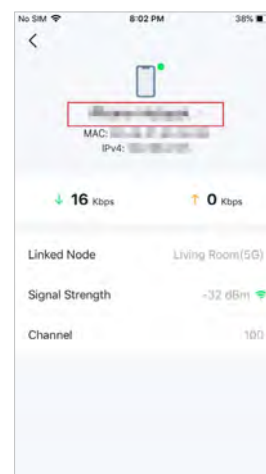 No SIM 8:02 PM 38%
MAC:
IPv4:
↓ 16 Kbps ↑ 0 Kbps
Linked Node Living Room(5G)
Signal Strength -32 dBm
Channel 100